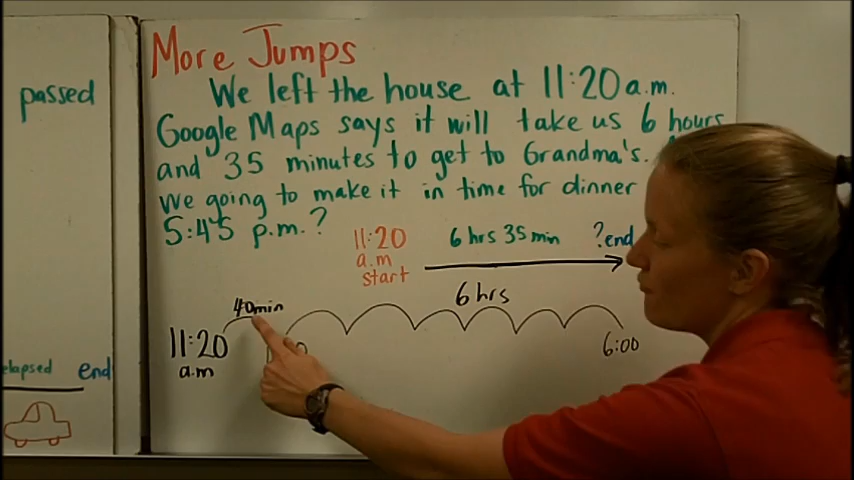 More Jumps
We left the house at 11:20 a.m.
Google Maps says it will take us 6 hours
and 35 minutes to get to Grandma's.
we going to make it in time for dinner
5:45 p.m.?
11:20 a.m start
6 hrs 35 min
?end
40min
6 hrs
11:20 a.m
6:00
passed
elapsed
end